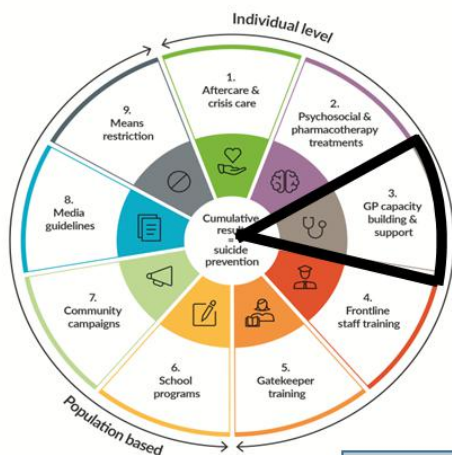 Individual level
1.
Aftercare &
crisis care
2.
Psychosocial &
pharmacotherapy
treatments
3.
GP capacity
building &
support
4.
Frontline
staff training
5.
Gatekeeper
training
6.
School
programs
7.
Community
campaigns
8.
Media
guidelines
9.
Means
restriction
Cumulative
result
=
suicide
prevention
Population based